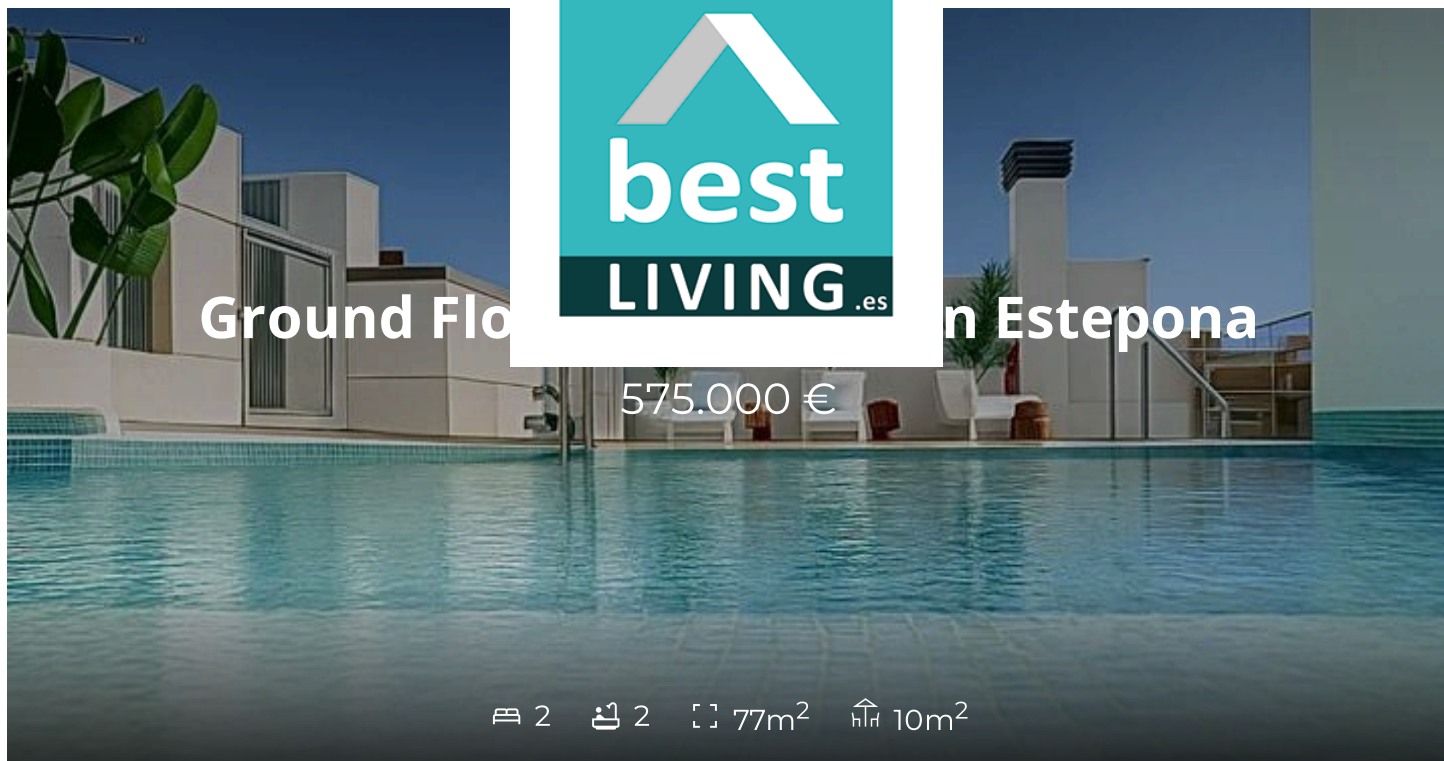 best
LIVING.es
Ground Flo n Estepona
575.000 €
2 2 77m² 10m²